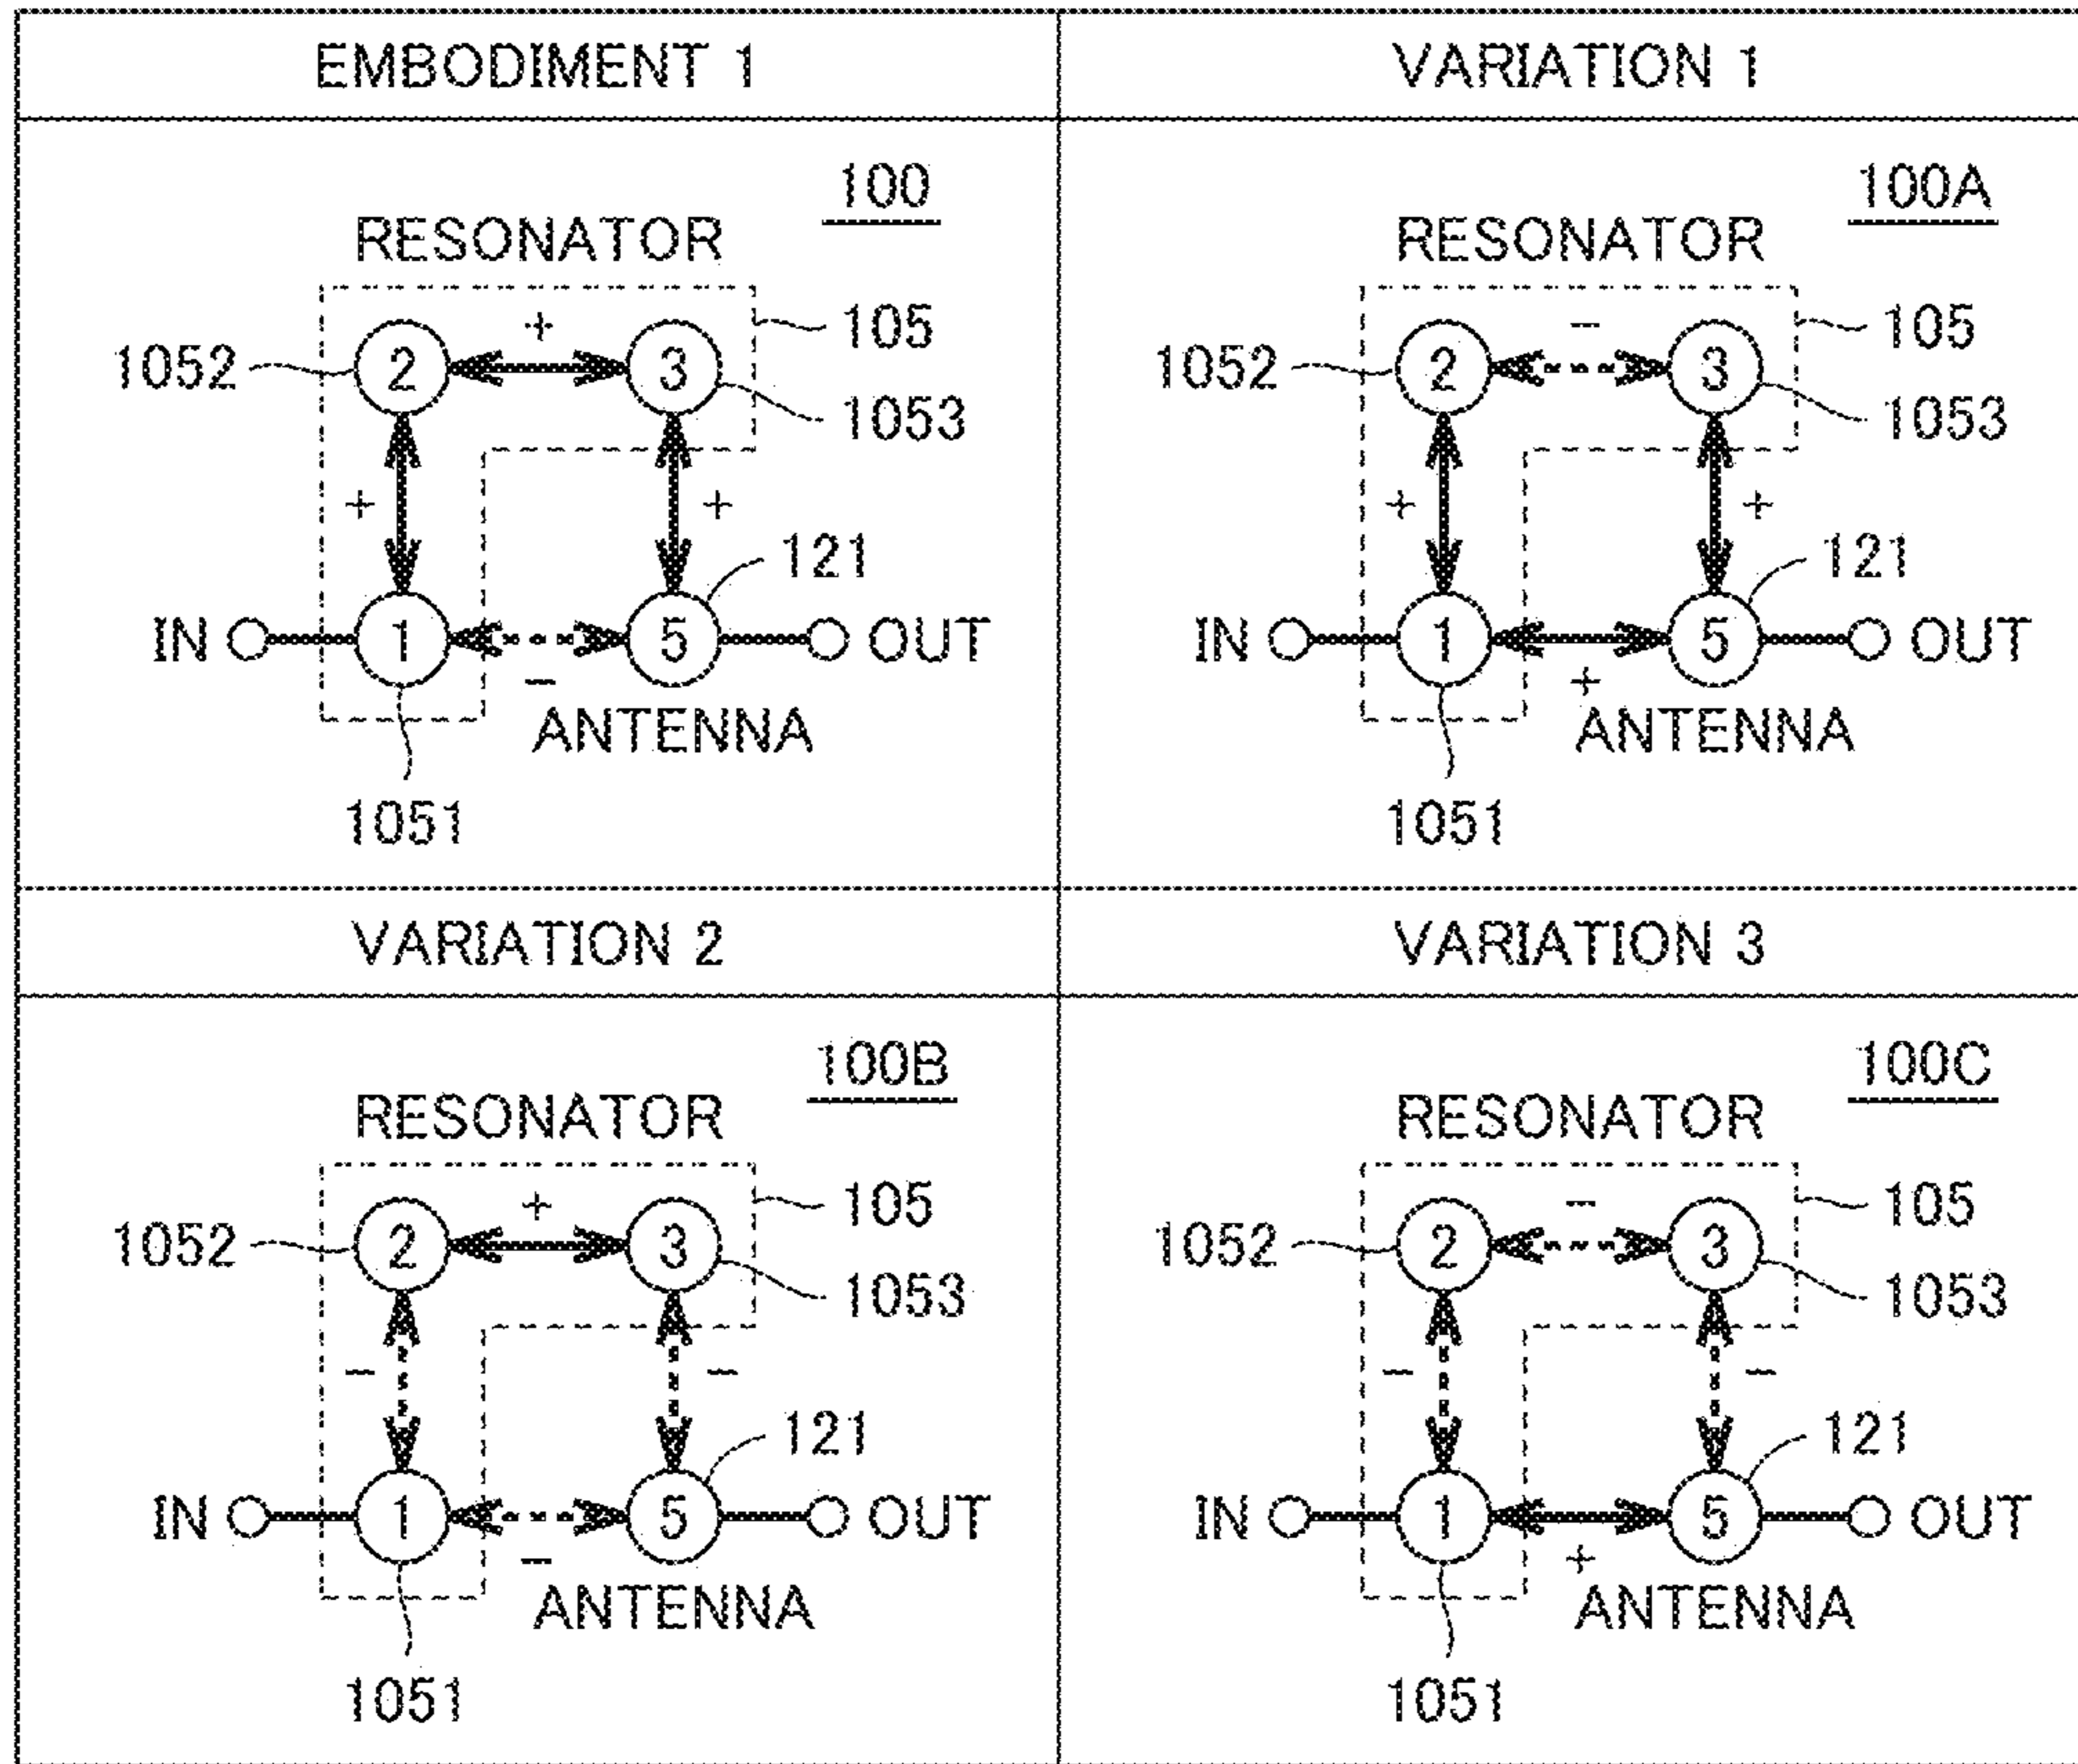 EMBODIMENT 1
VARIATION 1
100
RESONATOR
2
+
3
105
1052
1053
+
+
121
IN
1
5
OUT
−
ANTENNA
1051
100A
RESONATOR
2
−
3
105
1052
1053
+
+
121
IN
1
5
OUT
+
ANTENNA
1051
VARIATION 2
VARIATION 3
100B
RESONATOR
2
+
3
105
1052
1053
−
−
121
IN
1
5
OUT
−
ANTENNA
1051
100C
RESONATOR
2
−
3
105
1052
1053
−
−
121
IN
1
5
OUT
+
ANTENNA
1051